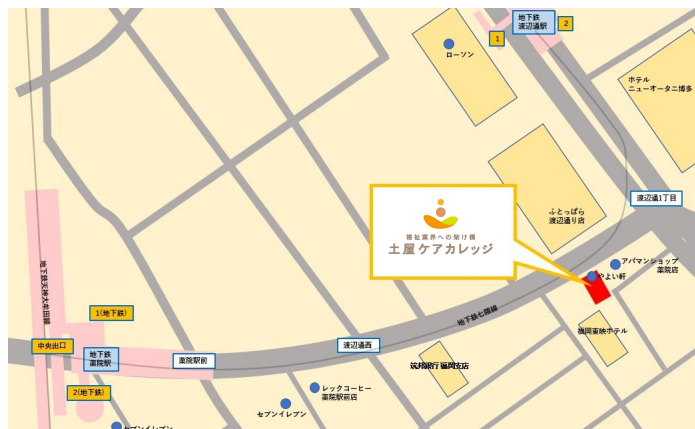 地下鉄
渡辺通駅
2
1
ローソン
ホテル
ニューオータニ博多
渡辺通1丁目
ふとっぱら
渡辺通り店
福祉業界への架け橋
土屋ケアカレッジ
アパマンショップ
薬院店
やよい軒
地下鉄天神大牟田線
地下鉄七隈線
1(地下鉄)
福岡東映ホテル
中央出口
地下鉄
薬院駅
薬院駅前
渡辺通西
筑邦銀行 福岡支店
2(地下鉄)
レックコーヒー
薬院駅前店
セブンイレブン
セブンイレブン